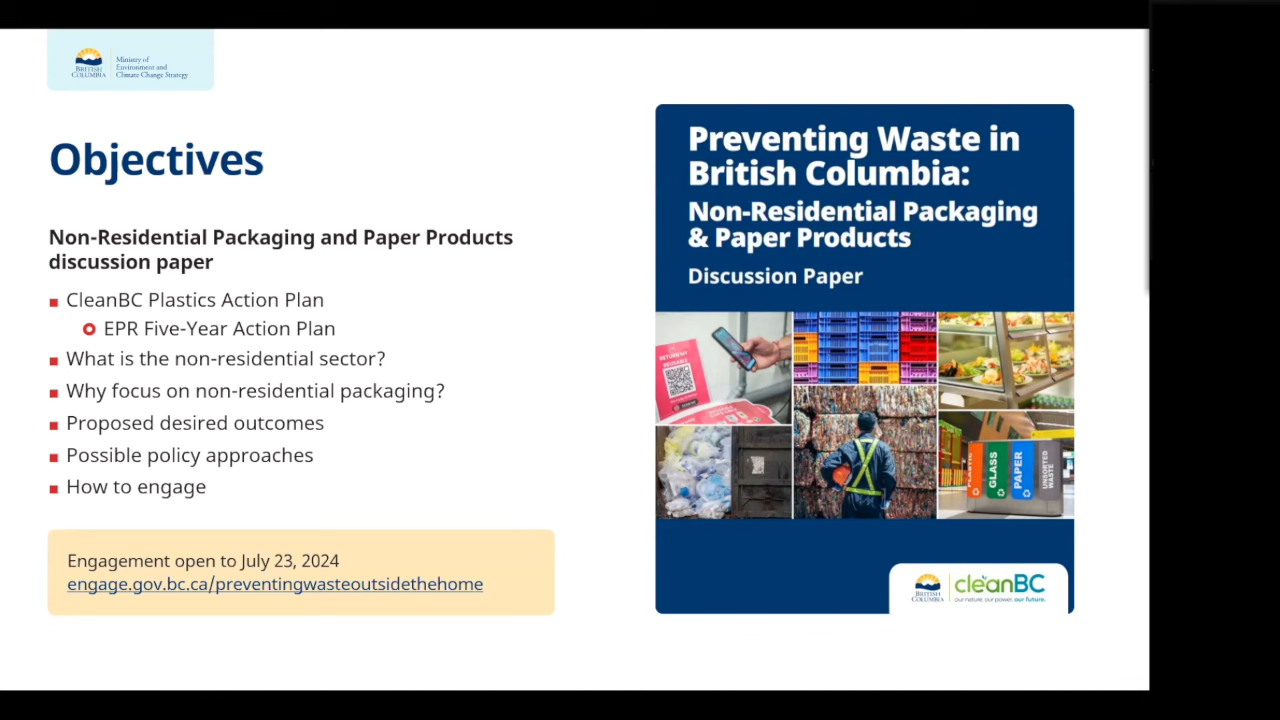 BRITISH
COLUMBIA
Ministry of
Environment and
Climate Change Strategy
Objectives
Non-Residential Packaging and Paper Products
discussion paper
CleanBC Plastics Action Plan
EPR Five-Year Action Plan
What is the non-residential sector?
Why focus on non-residential packaging?
Proposed desired outcomes
Possible policy approaches
How to engage
Engagement open to July 23, 2024
engage.gov.bc.ca/preventingwasteoutsidethehome
Preventing Waste in
British Columbia:
Non-Residential Packaging
& Paper Products
Discussion Paper
RETURN MY
REUSABLE
PLASTIC
GLASS
PAPER
UNSORTED
WASTE
BRITISH
COLUMBIA
cleanBC
our nature. our power. our future.